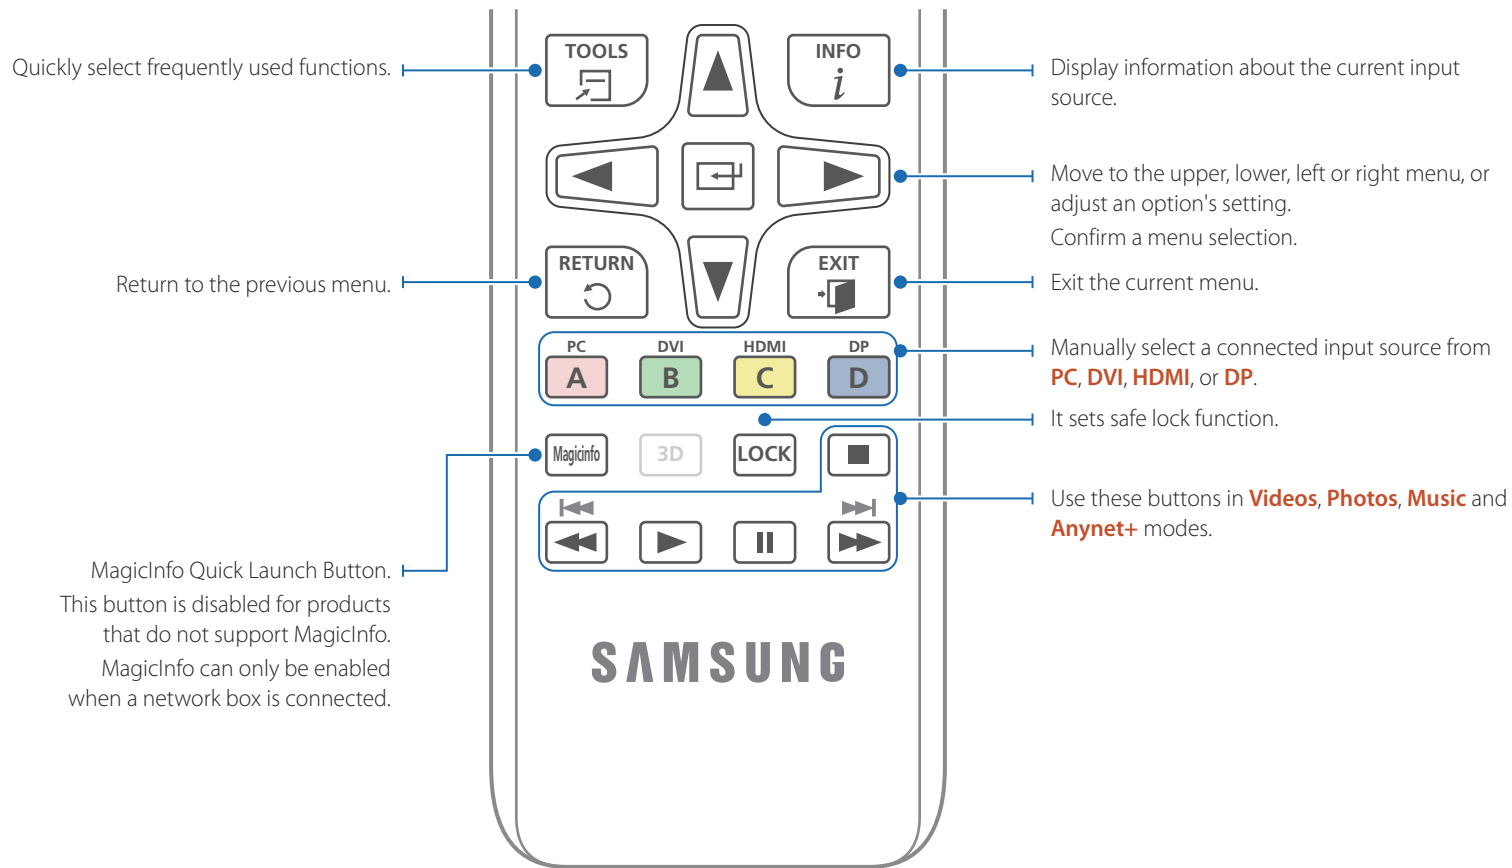 TOOLS
INFO
i
Quickly select frequently used functions.
Display information about the current input
source.
Move to the upper, lower, left or right menu, or
adjust an option's setting.
Confirm a menu selection.
RETURN
EXIT
Return to the previous menu.
Exit the current menu.
PC DVI HDMI DP
A B C D
Manually select a connected input source from
PC, DVI, HDMI, or DP.
It sets safe lock function.
Magicinfo 3D LOCK
Use these buttons in Videos, Photos, Music and
Anynet+ modes.
MagicInfo Quick Launch Button.
This button is disabled for products
that do not support MagicInfo.
MagicInfo can only be enabled
when a network box is connected.
SAMSUNG